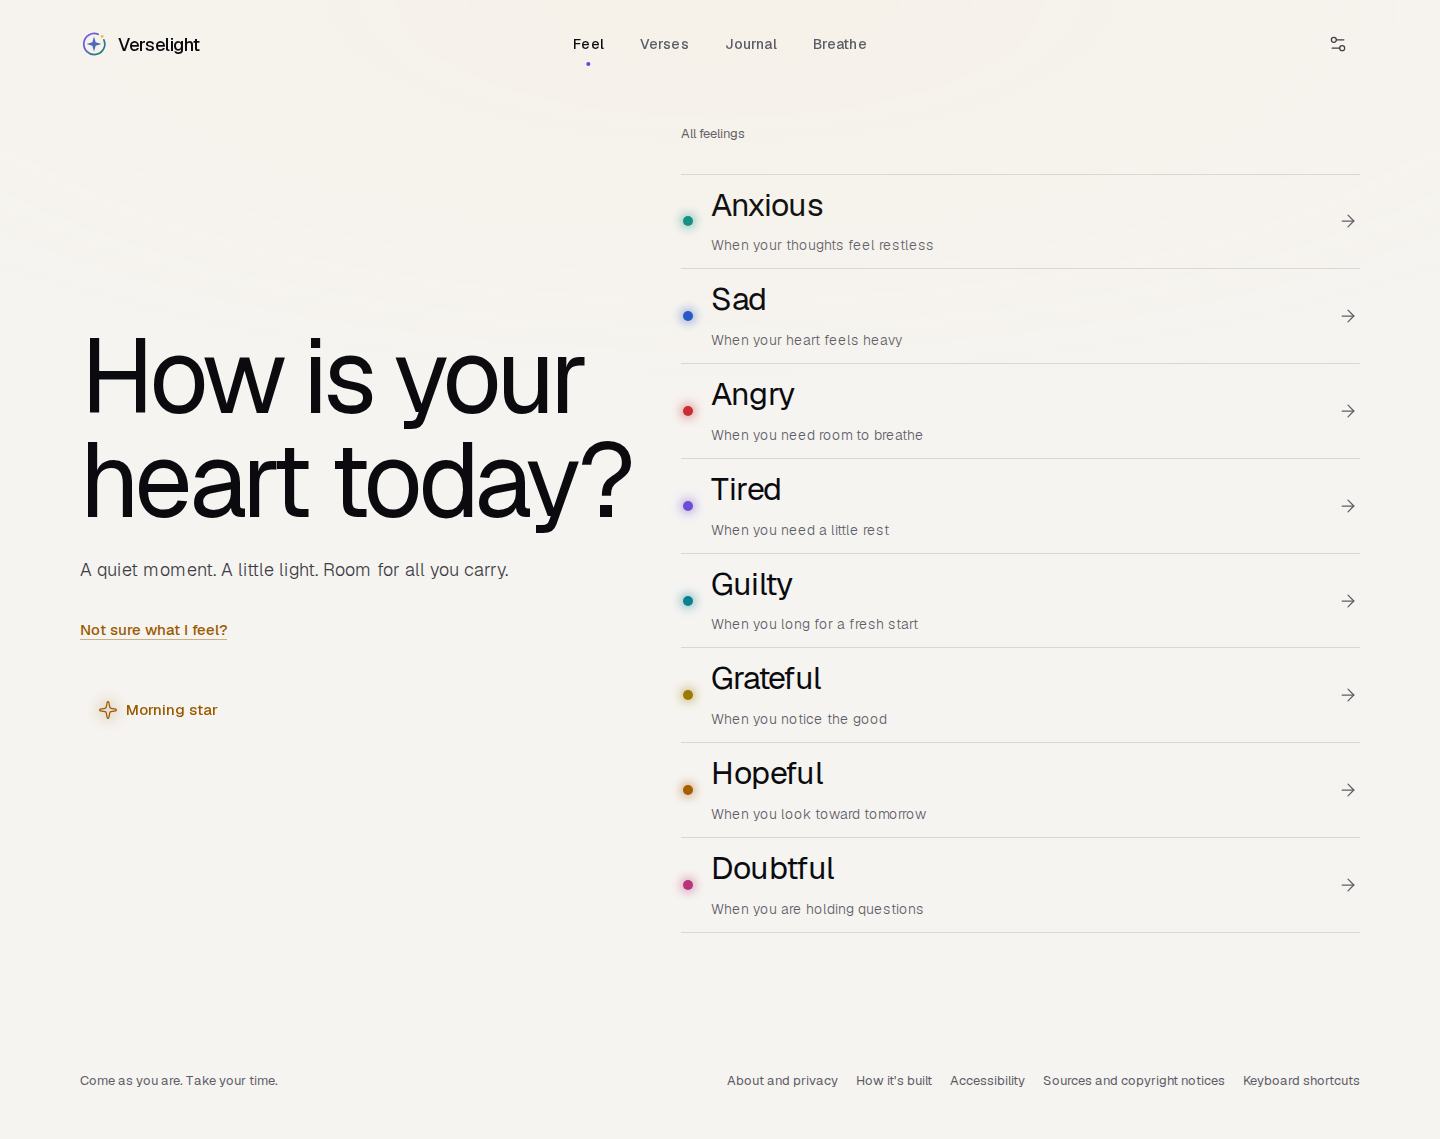 Verselight
Feel
Verses
Journal
Breathe
How is your
heart today?
A quiet moment. A little light. Room for all you carry.
Not sure what I feel?
Morning star
All feelings
Anxious
When your thoughts feel restless
Sad
When your heart feels heavy
Angry
When you need room to breathe
Tired
When you need a little rest
Guilty
When you long for a fresh start
Grateful
When you notice the good
Hopeful
When you look toward tomorrow
Doubtful
When you are holding questions
Come as you are. Take your time.
About and privacy
How it's built
Accessibility
Sources and copyright notices
Keyboard shortcuts